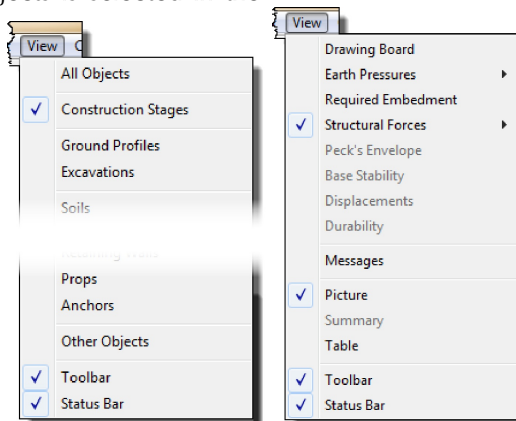 View
All Objects
Construction Stages
Ground Profiles
Excavations
Soils
Retaining Walls
Props
Anchors
Other Objects
Toolbar
Status Bar
View
Drawing Board
Earth Pressures
Required Embedment
Structural Forces
Peck's Envelope
Base Stability
Displacements
Durability
Messages
Picture
Summary
Table
Toolbar
Status Bar